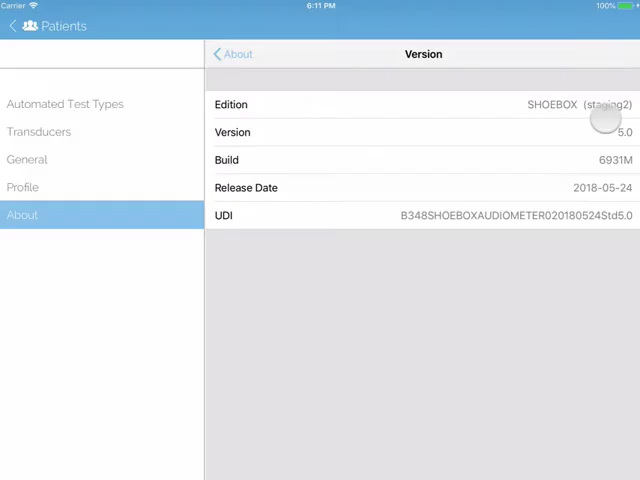 Carrier 6:11 PM 100%
Patients
About Version
Automated Test Types
Transducers
General
Profile
About
Edition SHOEBOX (staging2)
Version 5.0
Build 6931M
Release Date 2018-05-24
UDI B348SHOEBOXAUDIOMETER020180524Std5.0